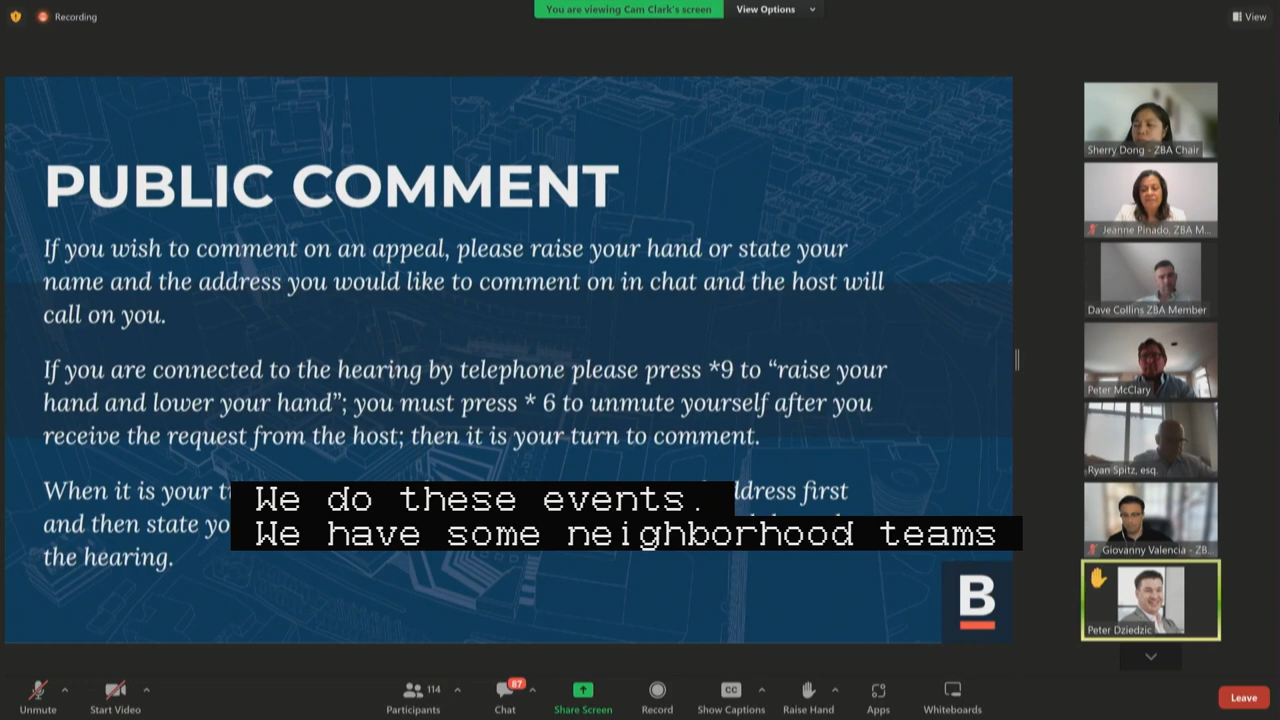 Recording
You are viewing Cam Clark's screen
View Options
View
PUBLIC COMMENT
If you wish to comment on an appeal, please raise your hand or state your
name and the address you would like to comment on in chat and the host will
call on you.
If you are connected to the hearing by telephone please press *9 to “raise your
hand and lower your hand”; you must press * 6 to unmute yourself after you
receive the request from the host; then it is your turn to comment.
When it is your
and then state
the hearing.
We do these events.
We have some neighborhood teams
B
Sherry Dong - ZBA Chair
Jeanne Pinado, ZBA M...
Dave Collins ZBA Member
Peter McClary
Ryan Spitz, esq.
Giovanny Valencia - ZB...
Peter Dziedzic
Unmute
Start Video
114
Participants
87
Chat
Share Screen
Record
CC
Show Captions
Raise Hand
Apps
Whiteboards
Leave